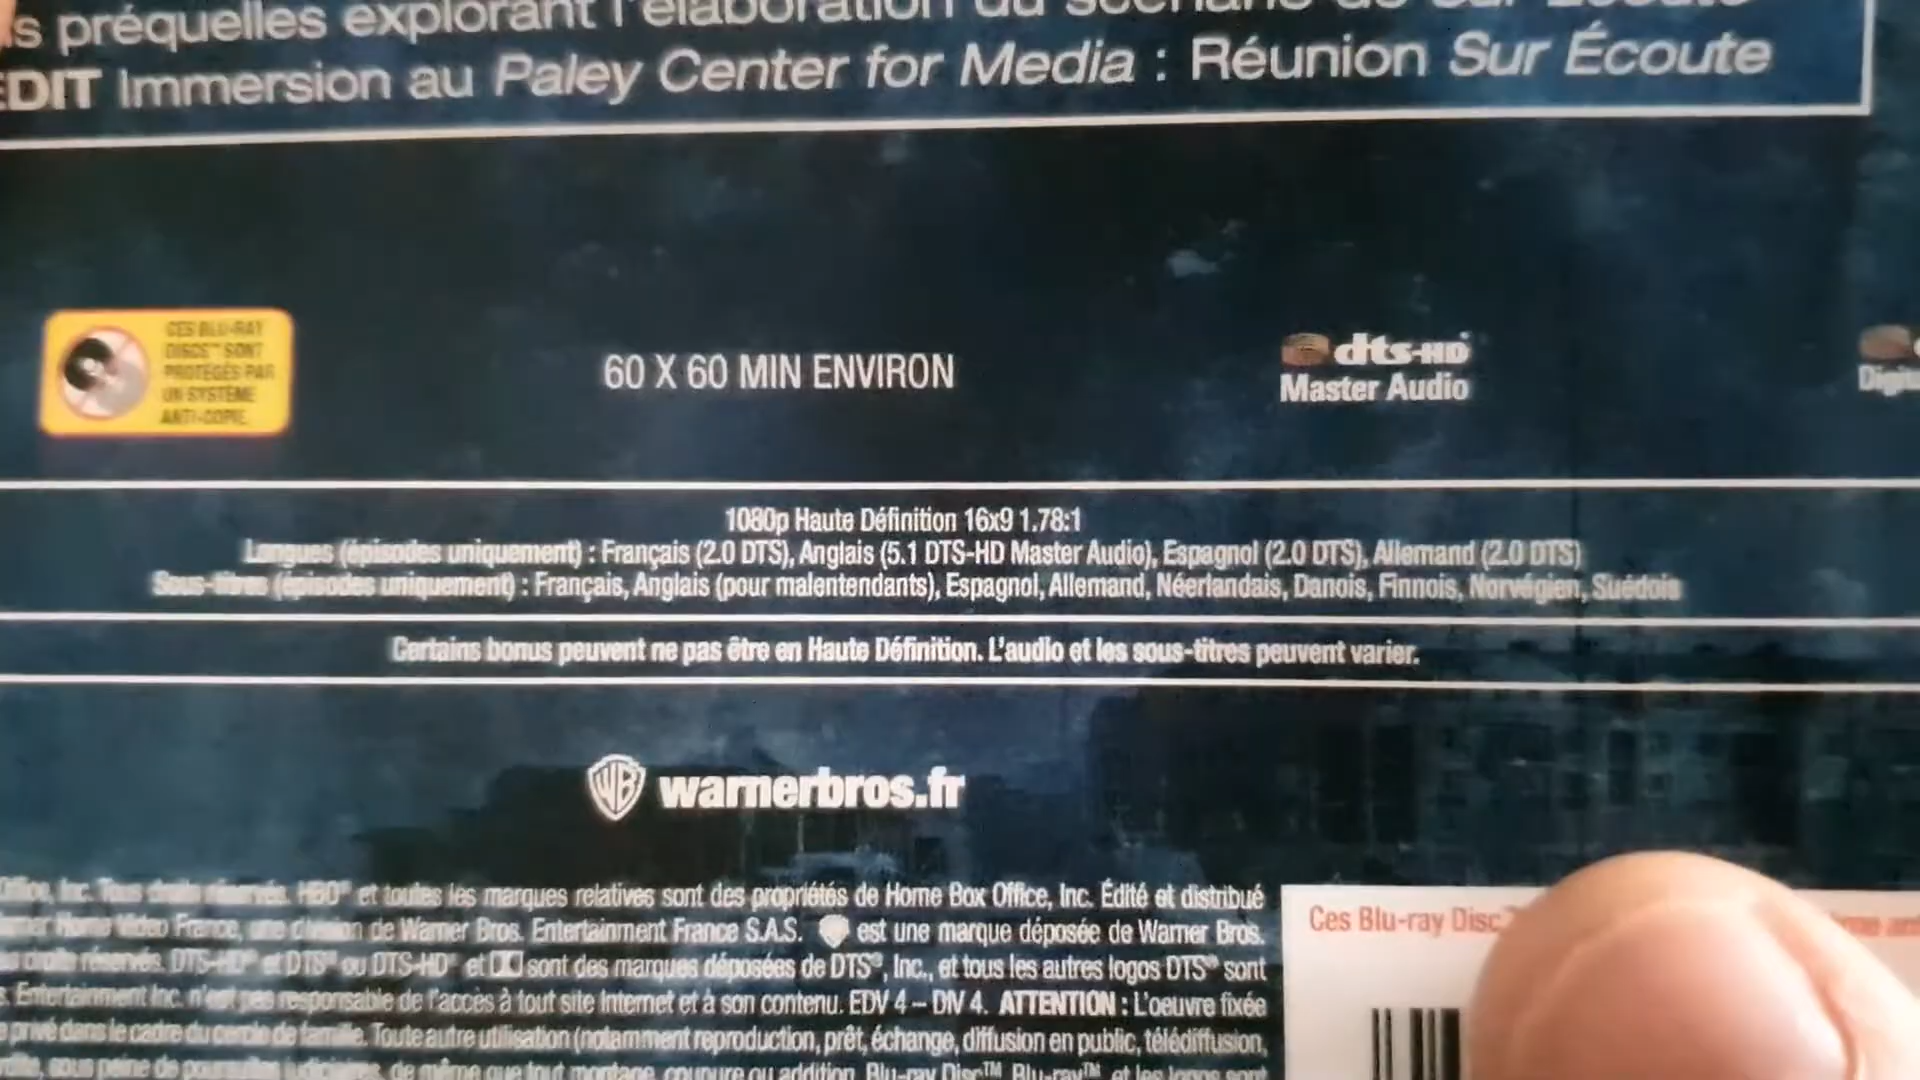 s préquelles explorant l'élaboration du scénario de Sur Écoute
EDIT Immersion au Paley Center for Media : Réunion Sur Écoute
CES BLU-RAY
DISCS™ SONT
PROTÉGÉS PAR
UN SYSTÈME
ANTI-COPIE.
60 X 60 MIN ENVIRON
dts-HD
Master Audio
1080p Haute Définition 16x9 1.78:1
Langues (épisodes uniquement) : Français (2.0 DTS), Anglais (5.1 DTS-HD Master Audio), Espagnol (2.0 DTS), Allemand (2.0 DTS)
Sous-titres (épisodes uniquement) : Français, Anglais (pour malentendants), Espagnol, Allemand, Néerlandais, Danois, Finnois, Norvégien, Suédois
Certains bonus peuvent ne pas être en Haute Définition. L'audio et les sous-titres peuvent varier.
WB warnerbros.fr
Office, Inc. Tous droits réservés. HBO® et toutes les marques relatives sont des propriétés de Home Box Office, Inc. Édité et distribué
Home Video France, une division de Warner Bros. Entertainment France S.A.S. est une marque déposée de Warner Bros.
droits réservés. DTS-HD® et DTS® ou DTS-HD® et sont des marques déposées de DTS®, Inc., et tous les autres logos DTS® sont
s. Entertainment Inc. n'est pas responsable de l'accès à tout site Internet et à son contenu. EDV 4 – DIV 4. ATTENTION : L'oeuvre fixée
privé dans le cadre du cercle de famille. Toute autre utilisation (notamment reproduction, prêt, échange, diffusion en public, télédiffusion,
sous peine de poursuites judiciaires, de même que tout montage, coupure ou addition. Blu-ray Disc™ Blu-ray™ et les logos sont
Ces Blu-ray Disc